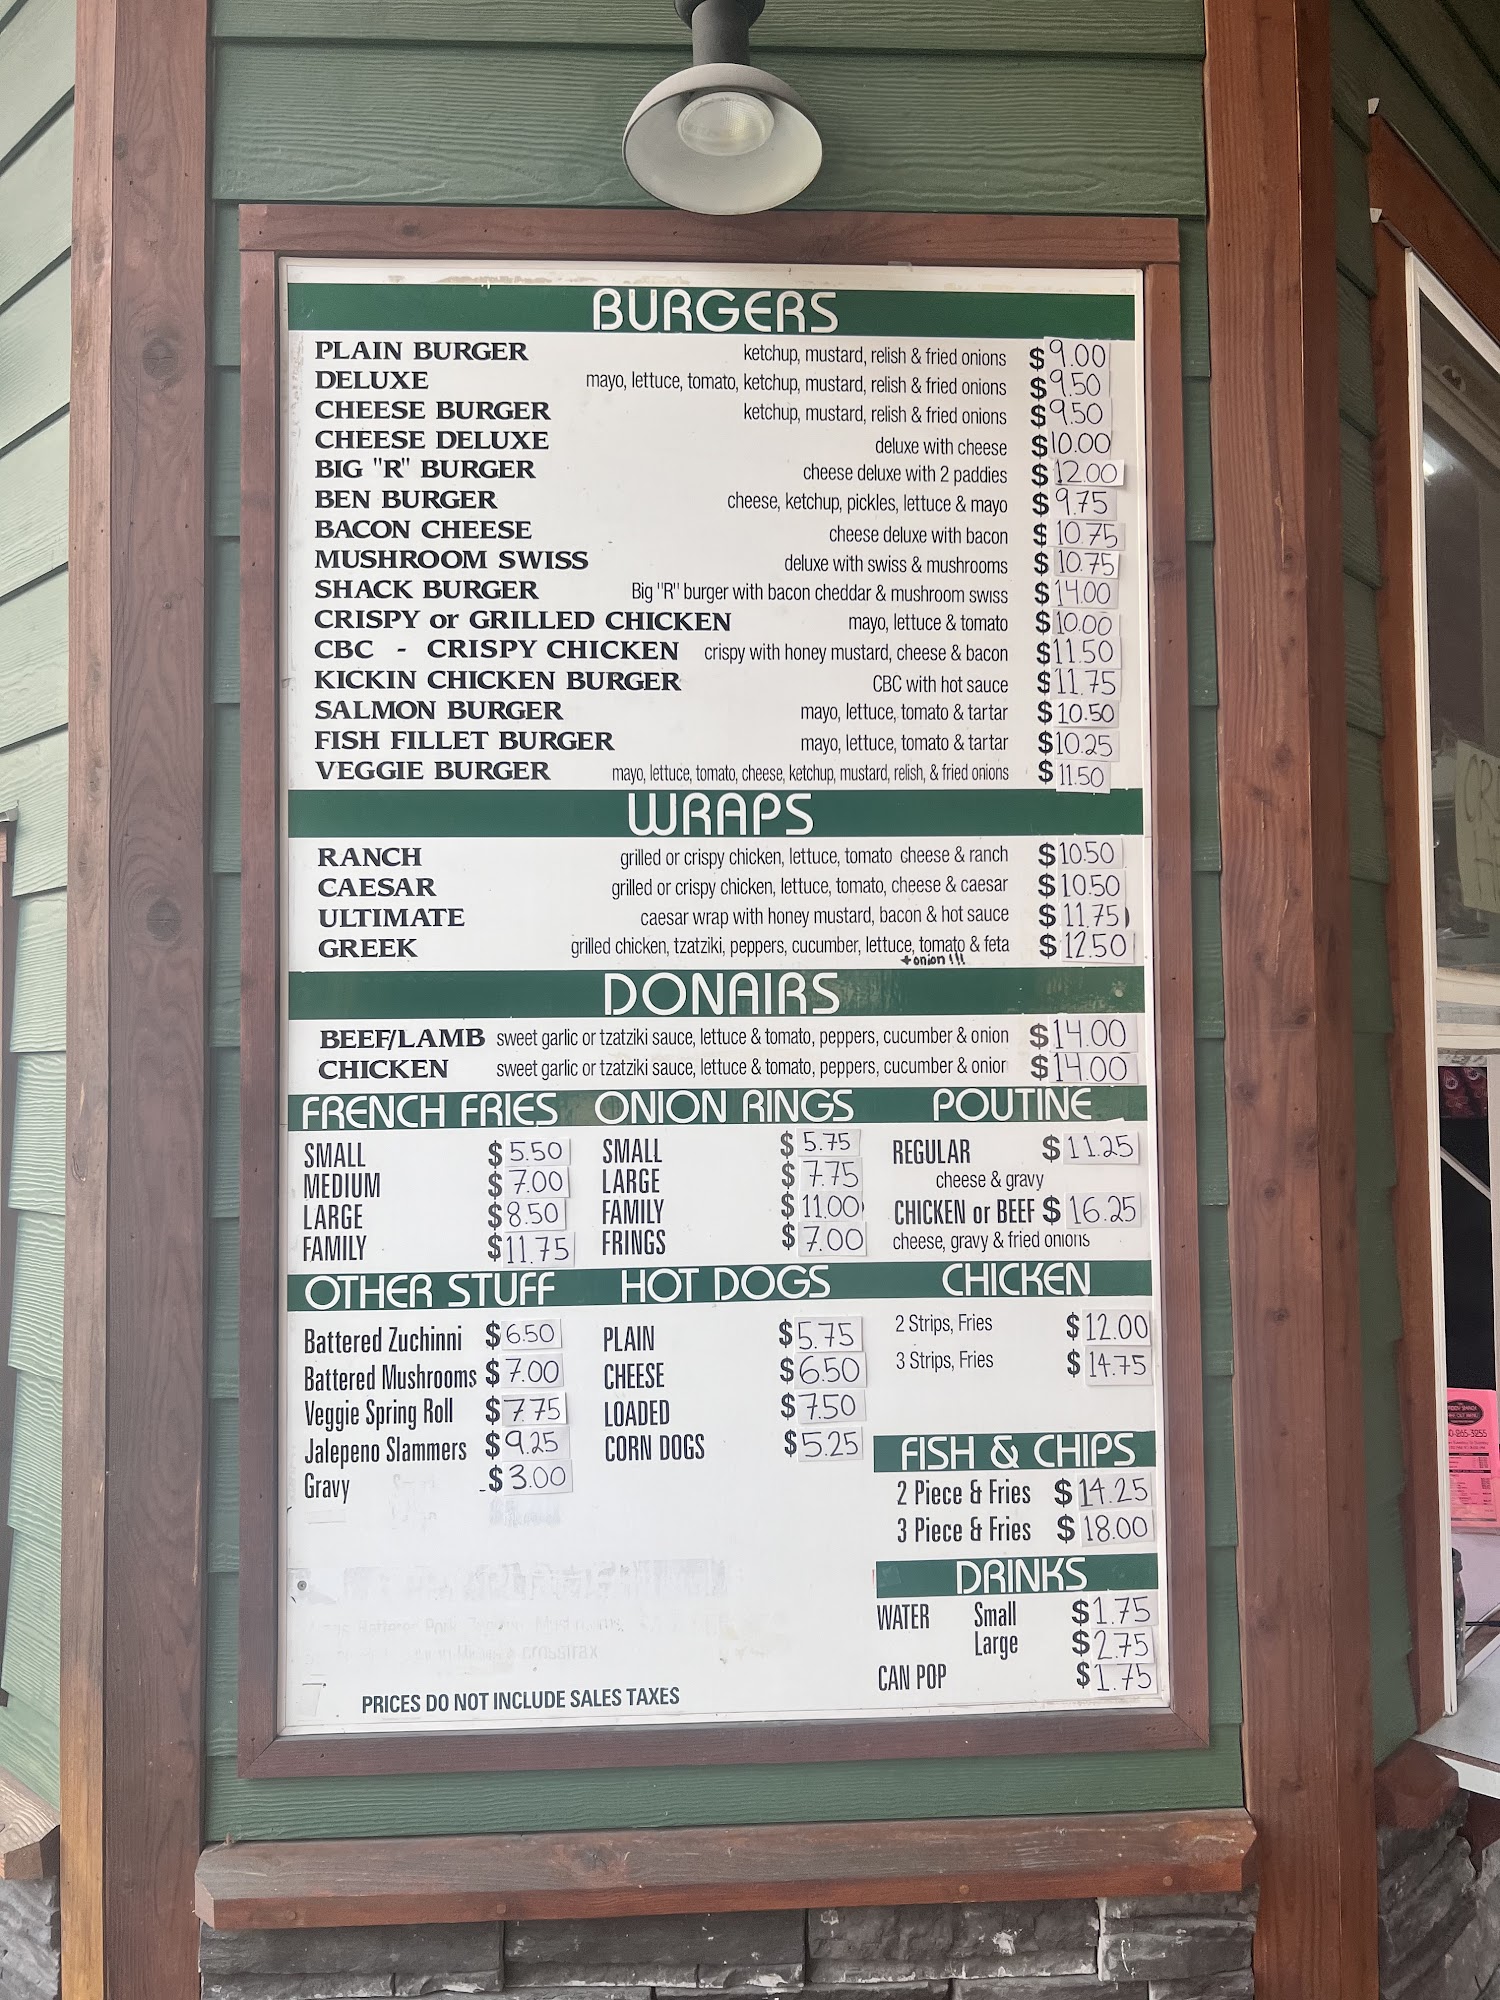 BURGERS
PLAIN BURGER ketchup, mustard, relish & fried onions $9.00
DELUXE mayo, lettuce, tomato, ketchup, mustard, relish & fried onions $9.50
CHEESE BURGER ketchup, mustard, relish & fried onions $9.50
CHEESE DELUXE deluxe with cheese $10.00
BIG "R" BURGER cheese deluxe with 2 paddies $12.00
BEN BURGER cheese, ketchup, pickles, lettuce & mayo $9.75
BACON CHEESE cheese deluxe with bacon $10.75
MUSHROOM SWISS deluxe with swiss & mushrooms $10.75
SHACK BURGER Big "R" burger with bacon cheddar & mushroom swiss $14.00
CRISPY or GRILLED CHICKEN mayo, lettuce & tomato $10.00
CBC - CRISPY CHICKEN crispy with honey mustard, cheese & bacon $11.50
KICKIN CHICKEN BURGER CBC with hot sauce $11.75
SALMON BURGER mayo, lettuce, tomato & tartar $10.50
FISH FILLET BURGER mayo, lettuce, tomato & tartar $10.25
VEGGIE BURGER mayo, lettuce, tomato, cheese, ketchup, mustard, relish, & fried onions $11.50
WRAPS
RANCH grilled or crispy chicken, lettuce, tomato cheese & ranch $10.50
CAESAR grilled or crispy chicken, lettuce, tomato, cheese & caesar $10.50
ULTIMATE caesar wrap with honey mustard, bacon & hot sauce $11.75
GREEK grilled chicken, tzatziki, peppers, cucumber, lettuce, tomato & feta $12.50
+onion!!!
DONAIRS
BEEF/LAMB sweet garlic or tzatziki sauce, lettuce & tomato, peppers, cucumber & onion $14.00
CHICKEN sweet garlic or tzatziki sauce, lettuce & tomato, peppers, cucumber & onion $14.00
FRENCH FRIES
SMALL $5.50
MEDIUM $7.00
LARGE $8.50
FAMILY $11.75
ONION RINGS
SMALL $5.75
LARGE $7.75
FAMILY $11.00
FRINGS $7.00
POUTINE
REGULAR $11.25
cheese & gravy
CHICKEN or BEEF $16.25
cheese, gravy & fried onions
OTHER STUFF
Battered Zuchinni $6.50
Battered Mushrooms $7.00
Veggie Spring Roll $7.75
Jalepeno Slammers $9.25
Gravy $3.00
HOT DOGS
PLAIN $5.75
CHEESE $6.50
LOADED $7.50
CORN DOGS $5.25
CHICKEN
2 Strips, Fries $12.00
3 Strips, Fries $14.75
FISH & CHIPS
2 Piece & Fries $14.25
3 Piece & Fries $18.00
DRINKS
WATER Small $1.75
Large $2.75
CAN POP $1.75
PRICES DO NOT INCLUDE SALES TAXES